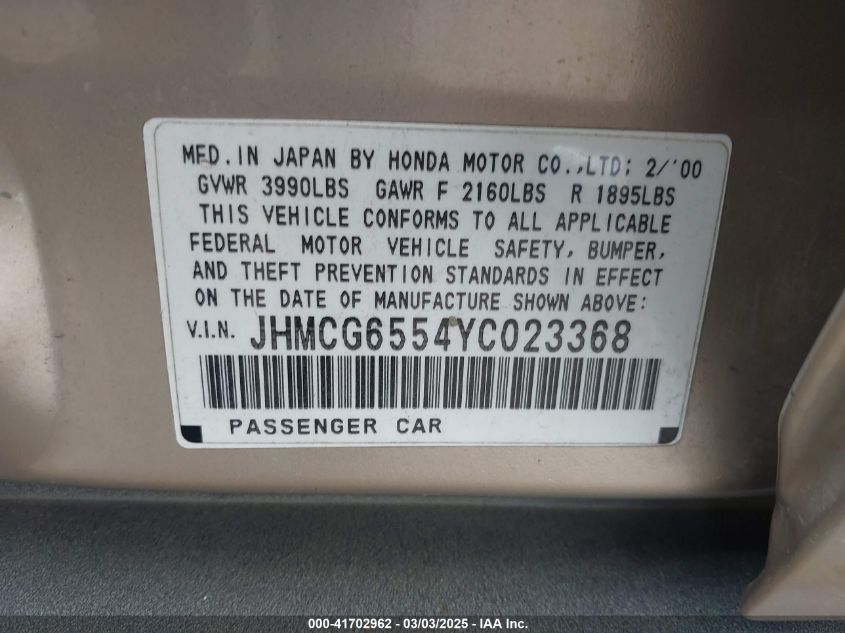 MFD. IN JAPAN BY HONDA MOTOR CO.,LTD; 2/'00
GVWR 3990LBS GAWR F 2160LBS R 1895LBS
THIS VEHICLE CONFORMS TO ALL APPLICABLE
FEDERAL MOTOR VEHICLE SAFETY, BUMPER,
AND THEFT PREVENTION STANDARDS IN EFFECT
ON THE DATE OF MANUFACTURE SHOWN ABOVE:
V.I.N. JHMCG6554YC023368
PASSENGER CAR
000-41702962 - 03/03/2025 - IAA Inc.